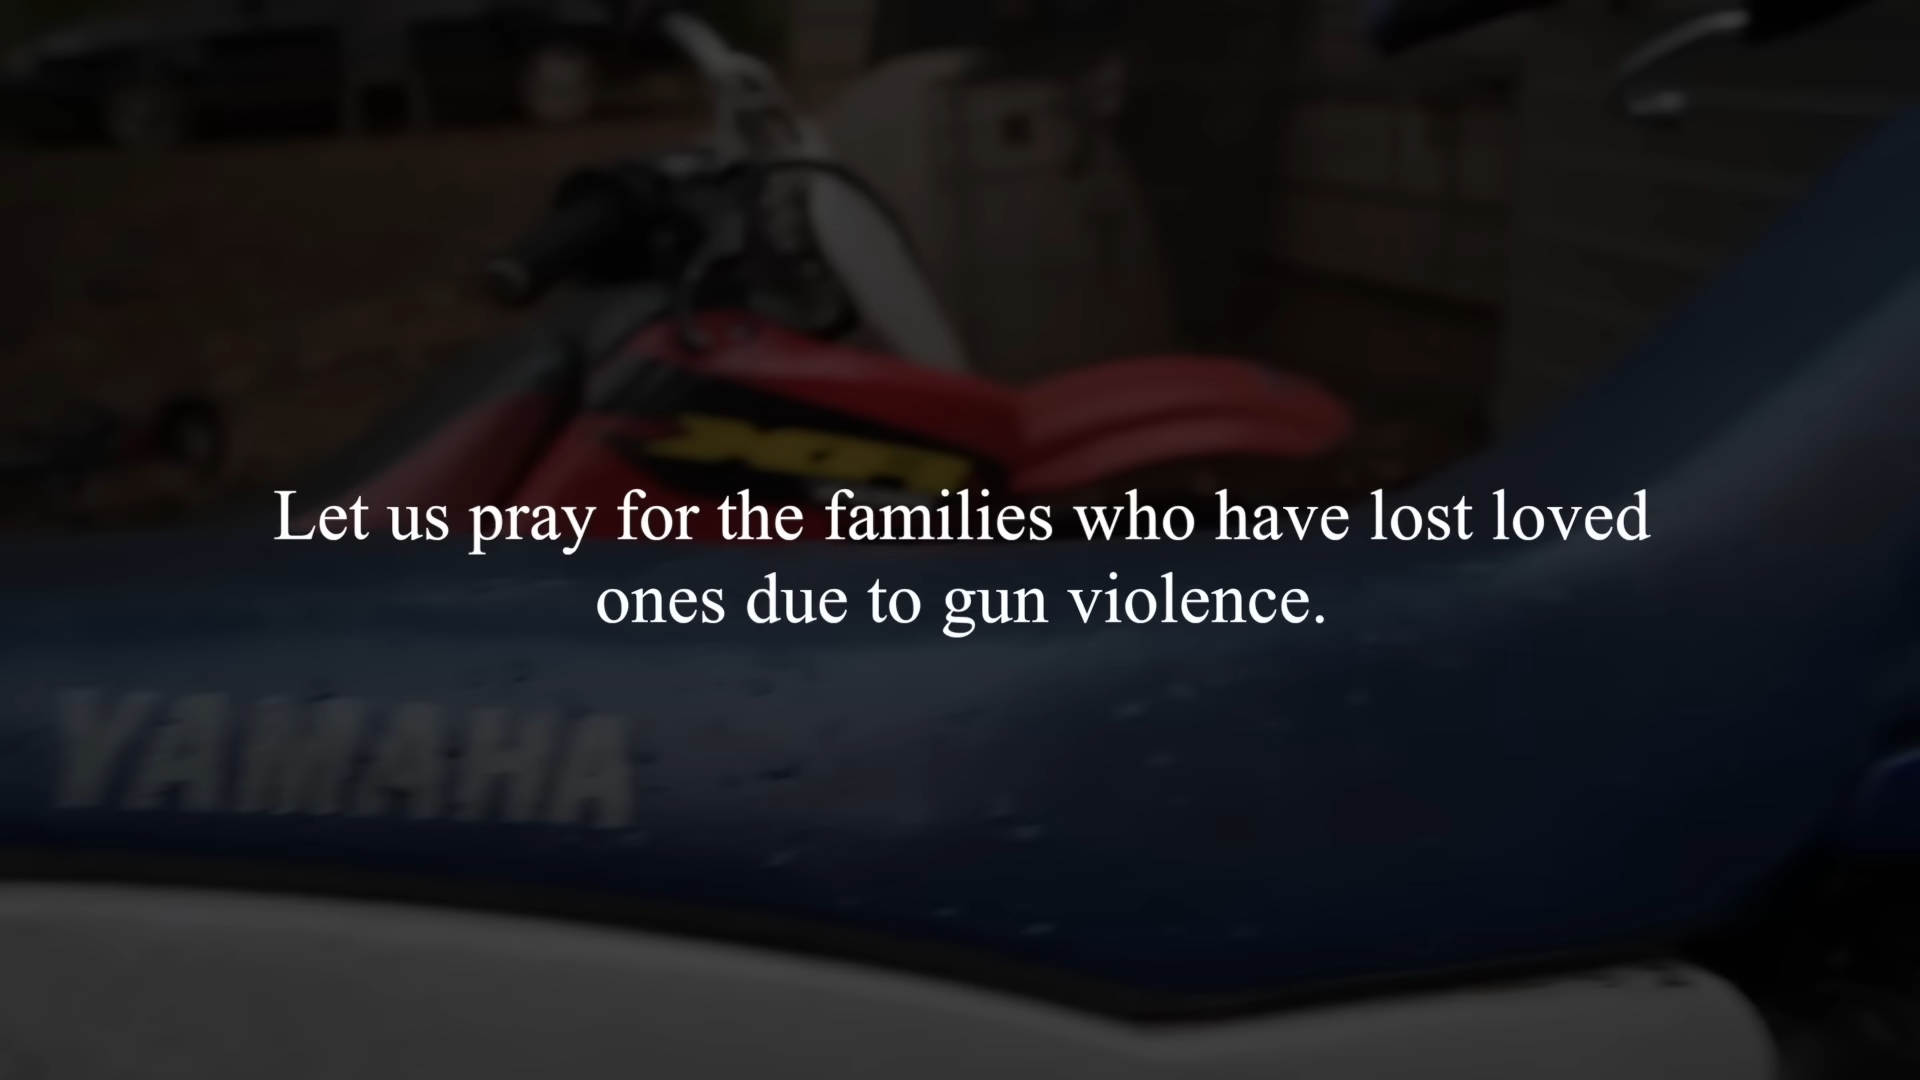 Let us pray for the families who have lost loved
ones due to gun violence.
YAMAHA